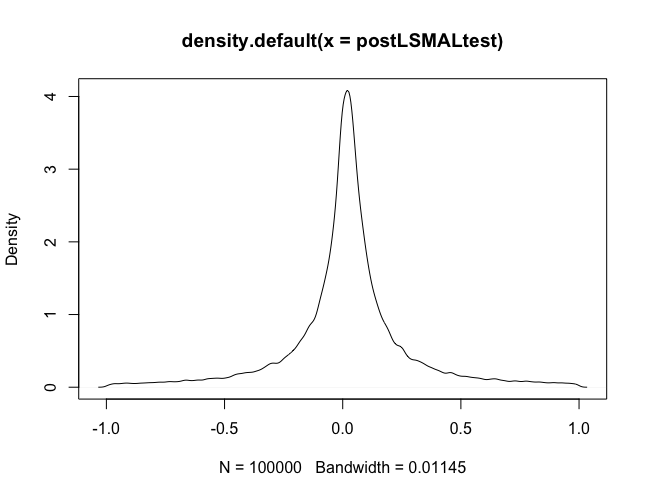 density.default(x = postLSMALtest)
Density
4
3
2
1
0
-1.0 -0.5 0.0 0.5 1.0
N = 100000 Bandwidth = 0.01145